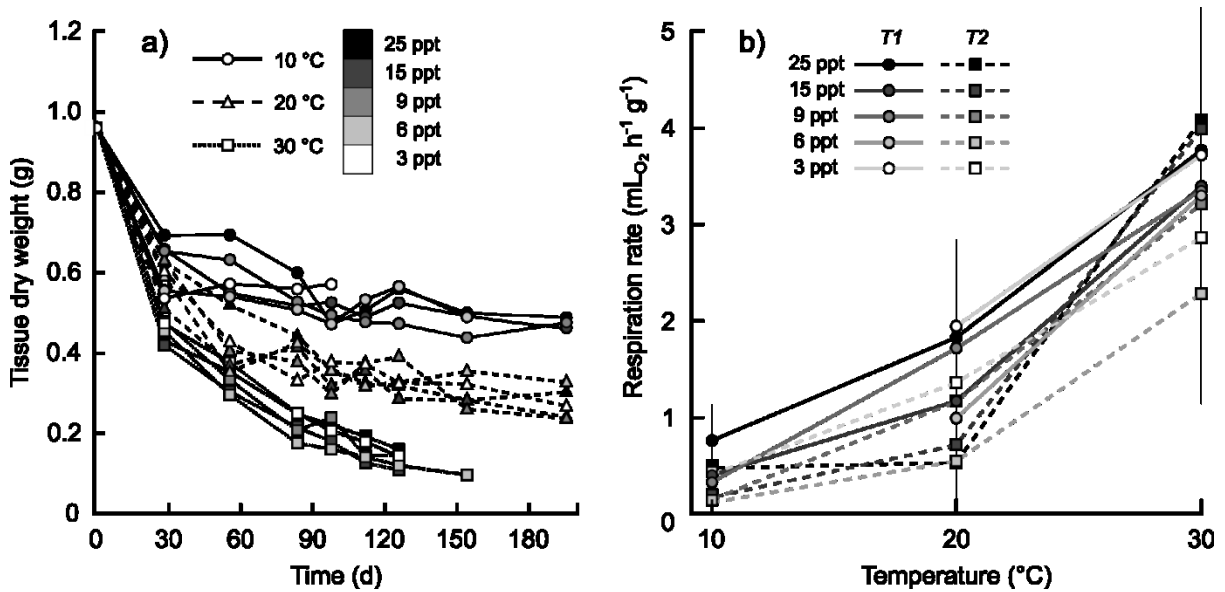 a)
10 °C
20 °C
30 °C
25 ppt
15 ppt
9 ppt
6 ppt
3 ppt
Tissue dry weight (g)
1.2
1.0
0.8
0.6
0.4
0.2
0
0 30 60 90 120 150 180
Time (d)
b)
T1 T2
25 ppt
15 ppt
9 ppt
6 ppt
3 ppt
Respiration rate (mLO2 h-1 g-1)
5
4
3
2
1
0
10 20 30
Temperature (°C)